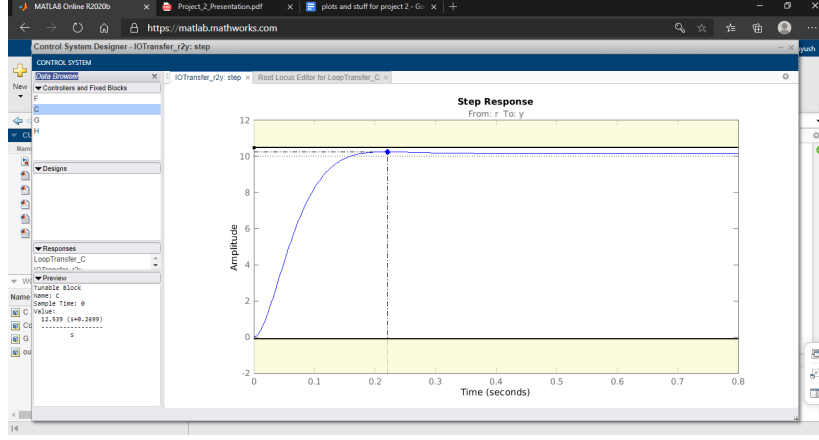 MATLAB Online R2020b
Project_2_Presentation.pdf
plots and stuff for project 2 - Go
https://matlab.mathworks.com
Control System Designer - IOTransfer_r2y: step
CONTROL SYSTEM
Data Browser
IOTransfer_r2y: step
Root Locus Editor for LoopTransfer_C
New
Controllers and Fixed Blocks
F
C
G
H
Designs
Responses
LoopTransfer_C
IOTransfer_r2y
Preview
Tunable Block
Name: C
Sample Time: 0
Value:
12.539 (s+0.2699)
----------------
s
Name
C
Co
G
ou
Step Response
From: r To: y
Amplitude
12
10
8
6
4
2
0
-2
0 0.1 0.2 0.3 0.4 0.5 0.6 0.7 0.8
Time (seconds)